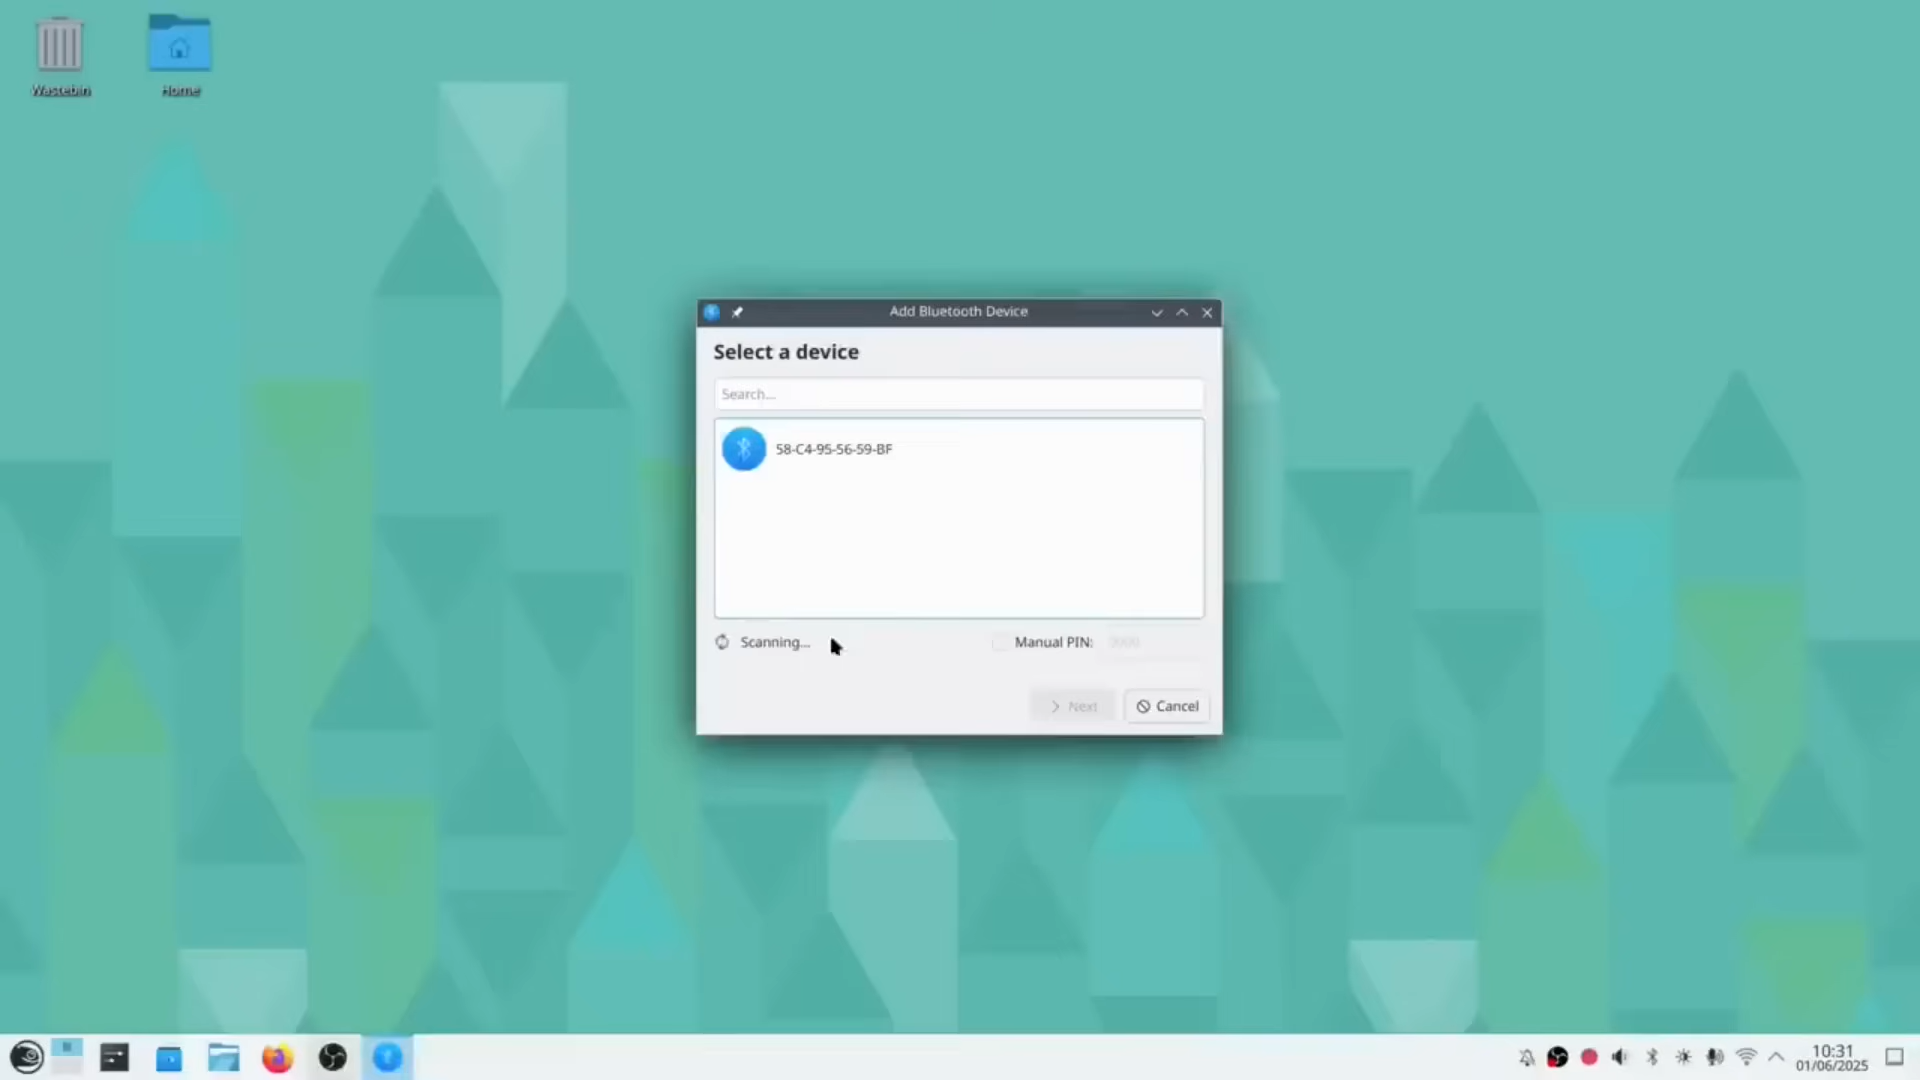 Wastebin
Home
Add Bluetooth Device
Select a device
Search...
58-C4-95-56-59-BF
Scanning...
Manual PIN:
Next
Cancel
10:31
01/06/2025